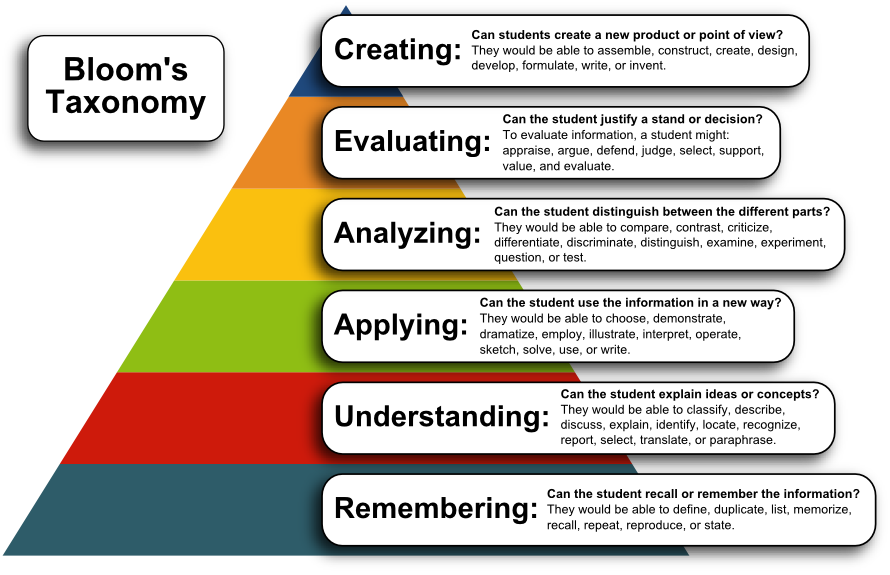 Bloom's
Taxonomy
Creating:
Can students create a new product or point of view?
They would be able to assemble, construct, create, design,
develop, formulate, write, or invent.
Evaluating:
Can the student justify a stand or decision?
To evaluate information, a student might:
appraise, argue, defend, judge, select, support,
value, and evaluate.
Analyzing:
Can the student distinguish between the different parts?
They would be able to compare, contrast, criticize,
differentiate, discriminate, distinguish, examine, experiment,
question, or test.
Applying:
Can the student use the information in a new way?
They would be able to choose, demonstrate,
dramatize, employ, illustrate, interpret, operate,
sketch, solve, use, or write.
Understanding:
Can the student explain ideas or concepts?
They would be able to classify, describe,
discuss, explain, identify, locate, recognize,
report, select, translate, or paraphrase.
Remembering:
Can the student recall or remember the information?
They would be able to define, duplicate, list, memorize,
recall, repeat, reproduce, or state.